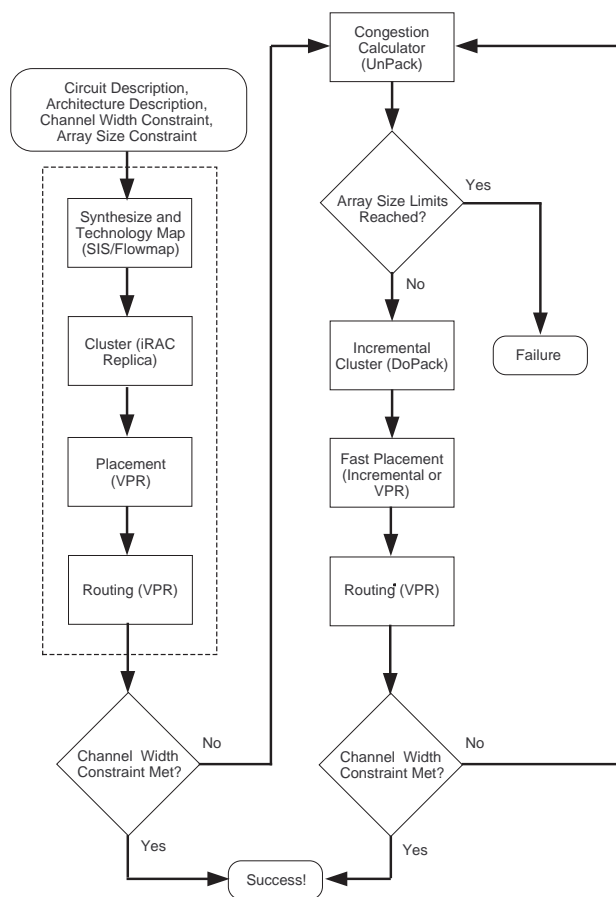 Circuit Description,
Architecture Description,
Channel Width Constraint,
Array Size Constraint
Synthesize and
Technology Map
(SIS/Flowmap)
Cluster (iRAC
Replica)
Placement
(VPR)
Routing (VPR)
Channel Width
Constraint Met?
No
Yes
Congestion
Calculator
(UnPack)
Array Size Limits
Reached?
Yes
No
Failure
Incremental
Cluster (DoPack)
Fast Placement
(Incremental or
VPR)
Routing (VPR)
Channel Width
Constraint Met?
No
Yes
Success!